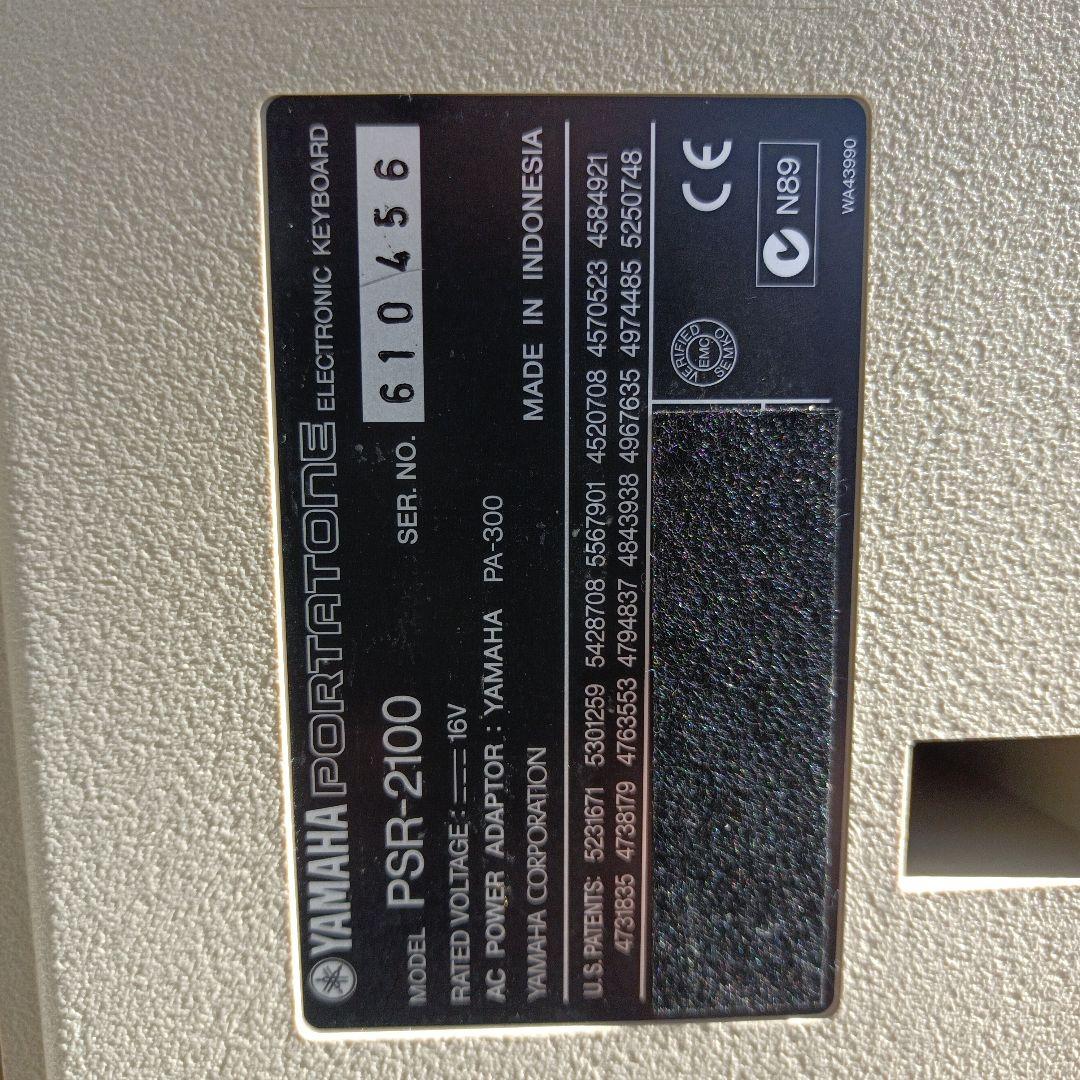 YAMAHA PORTATONE ELECTRONIC KEYBOARD
MODEL PSR-2100 SER. NO. 610456
RATED VOLTAGE : 16V
AC POWER ADAPTOR : YAMAHA PA-300
YAMAHA CORPORATION MADE IN INDONESIA
U.S. PATENTS: 5231671 5301259 5428708 5567901 4520708 4570523 4584921
4731835 4738179 4763553 4794837 4843938 4967635 4974485 5250748
VERIFIED
EMC
SEMKO
CE
N89
WA43990